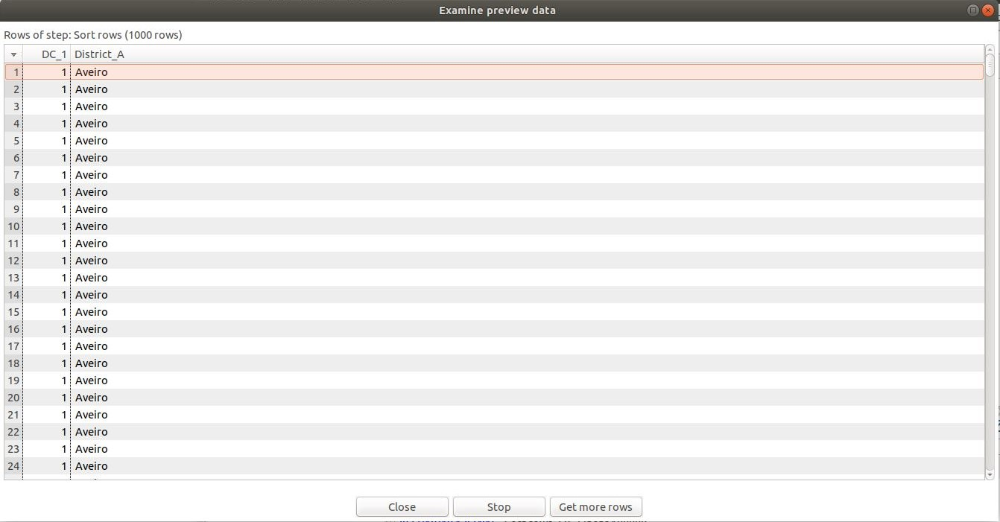 Examine preview data
Rows of step: Sort rows (1000 rows)
DC_1 District_A
1 1 Aveiro
2 1 Aveiro
3 1 Aveiro
4 1 Aveiro
5 1 Aveiro
6 1 Aveiro
7 1 Aveiro
8 1 Aveiro
9 1 Aveiro
10 1 Aveiro
11 1 Aveiro
12 1 Aveiro
13 1 Aveiro
14 1 Aveiro
15 1 Aveiro
16 1 Aveiro
17 1 Aveiro
18 1 Aveiro
19 1 Aveiro
20 1 Aveiro
21 1 Aveiro
22 1 Aveiro
23 1 Aveiro
24 1 Aveiro
Close Stop Get more rows